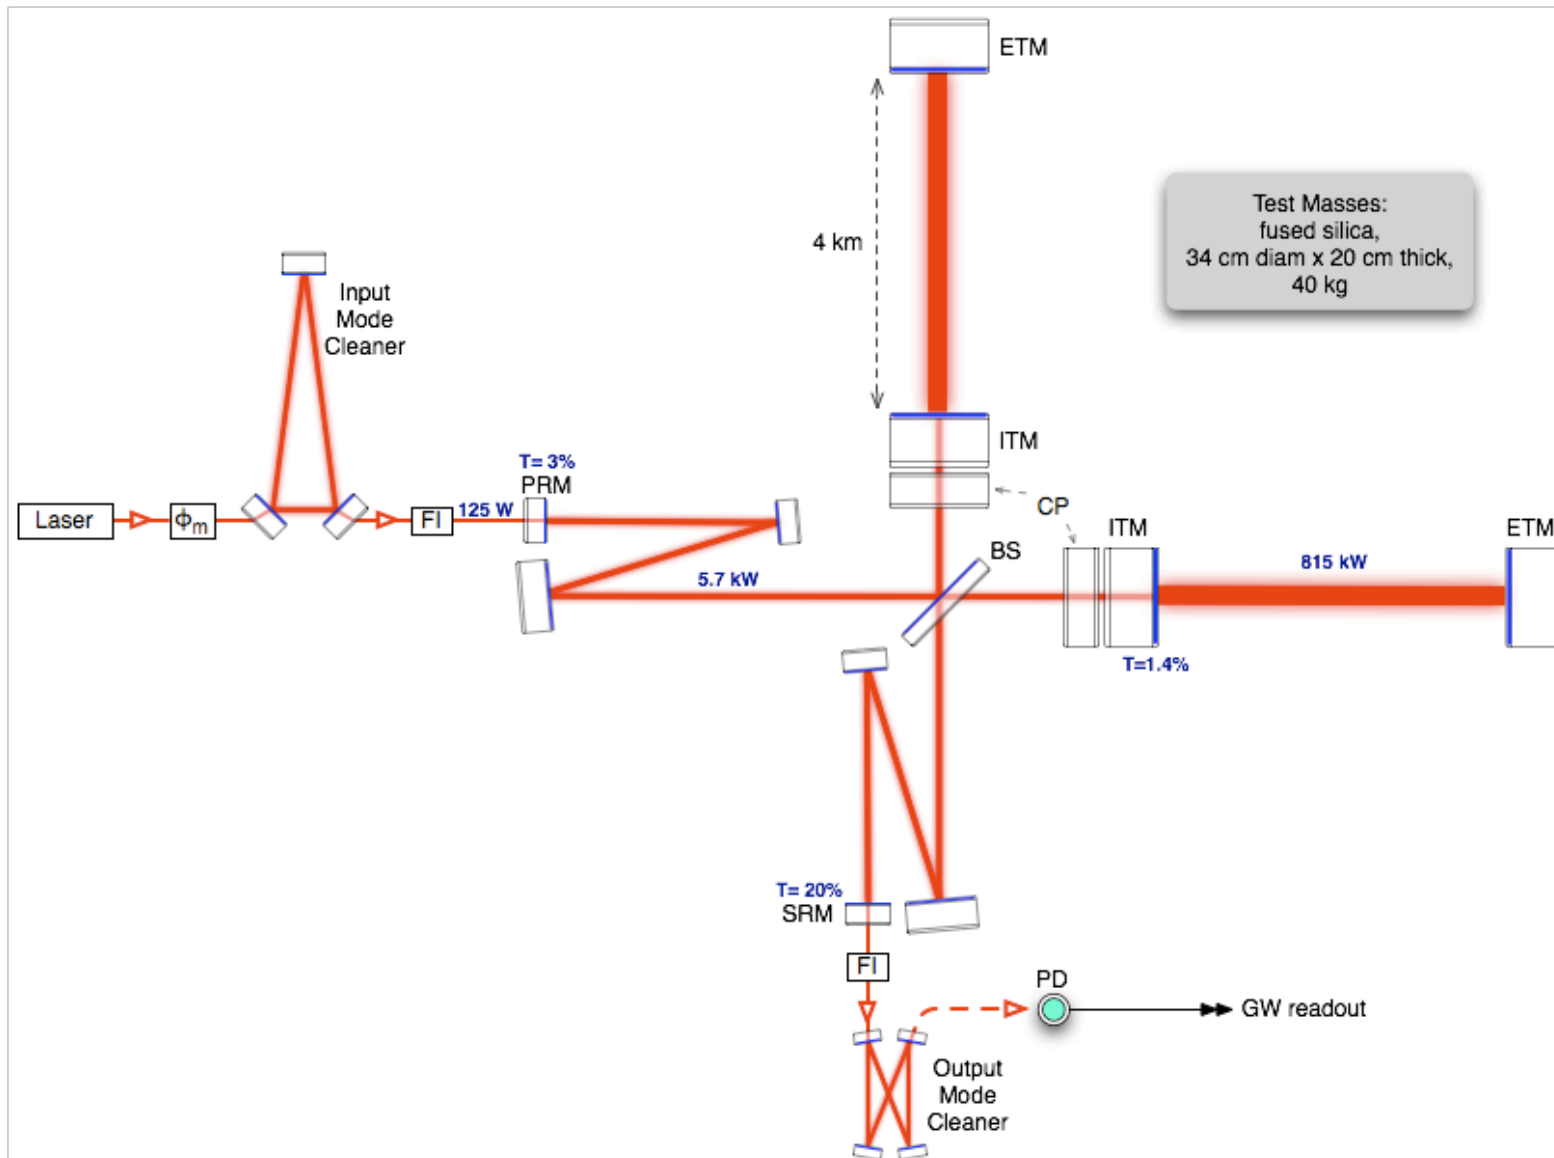 ETM
4 km
Test Masses:
fused silica,
34 cm diam x 20 cm thick,
40 kg
Input
Mode
Cleaner
ITM
CP
Laser
ϕm
FI
125 W
T= 3%
PRM
BS
ITM
ETM
5.7 kW
815 kW
T=1.4%
T= 20%
SRM
FI
PD
GW readout
Output
Mode
Cleaner